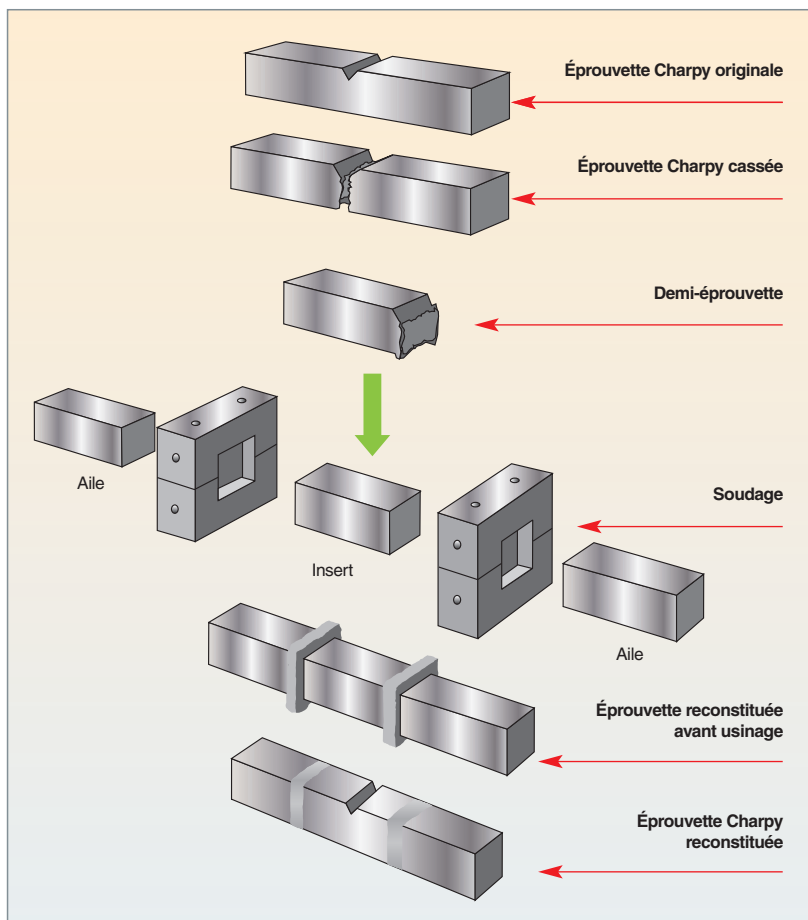 Éprouvette Charpy originale
Éprouvette Charpy cassée
Demi-éprouvette
Aile
Soudage
Insert
Aile
Éprouvette reconstituée
avant usinage
Éprouvette Charpy
reconstituée